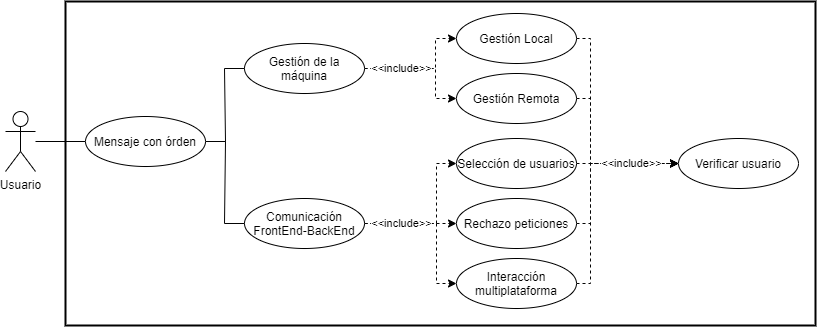 Usuario
Mensaje con órden
Gestión de la
máquina
Comunicación
FrontEnd-BackEnd
<<include>>
<<include>>
Gestión Local
Gestión Remota
Selección de usuarios
Rechazo peticiones
Interacción
multiplataforma
<<include>>
Verificar usuario